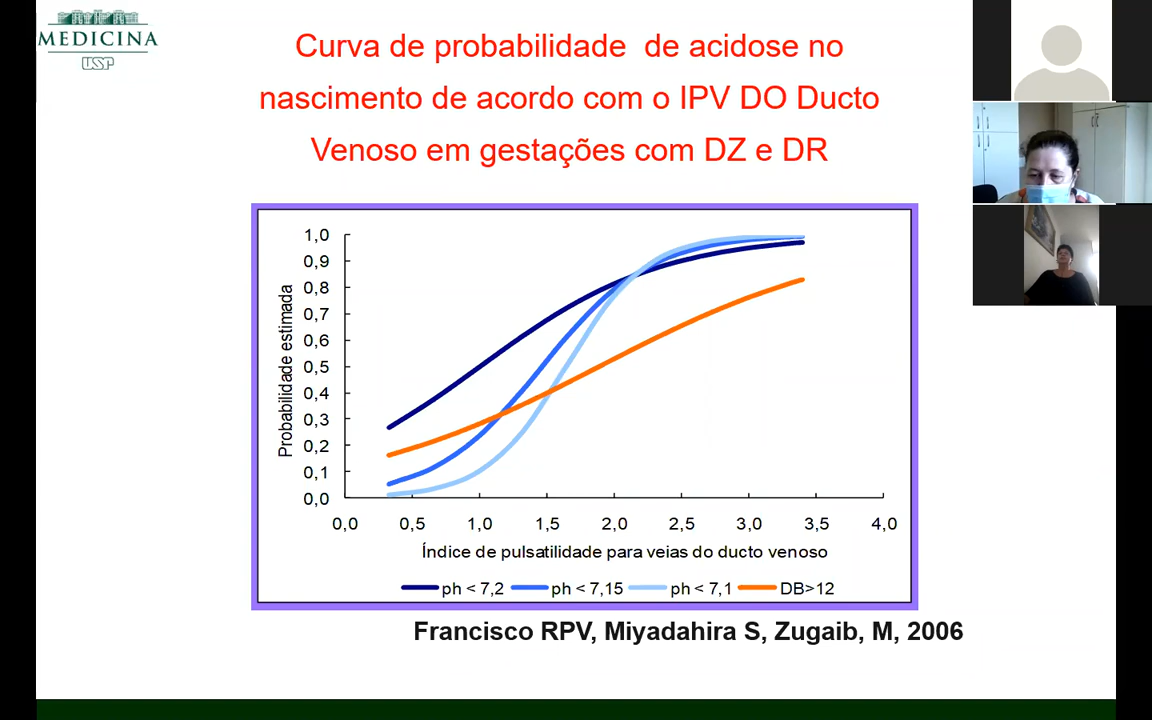 MEDICINA
USP
Curva de probabilidade de acidose no
nascimento de acordo com o IPV DO Ducto
Venoso em gestações com DZ e DR
Probabilidade estimada
1,0
0,9
0,8
0,7
0,6
0,5
0,4
0,3
0,2
0,1
0,0
0,0 0,5 1,0 1,5 2,0 2,5 3,0 3,5 4,0
Índice de pulsatilidade para veias do ducto venoso
ph < 7,2 ph < 7,15 ph < 7,1 DB>12
Francisco RPV, Miyadahira S, Zugaib, M, 2006